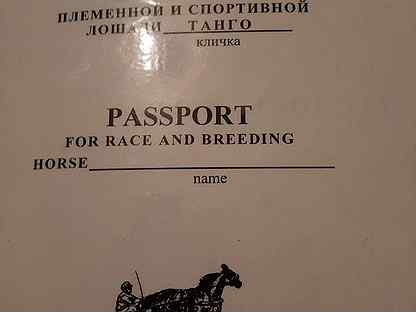 ПЛЕМЕННОЙ И СПОРТИВНОЙ
ЛОШАДИ ТАНГО
кличка
PASSPORT
FOR RACE AND BREEDING
HORSE
name